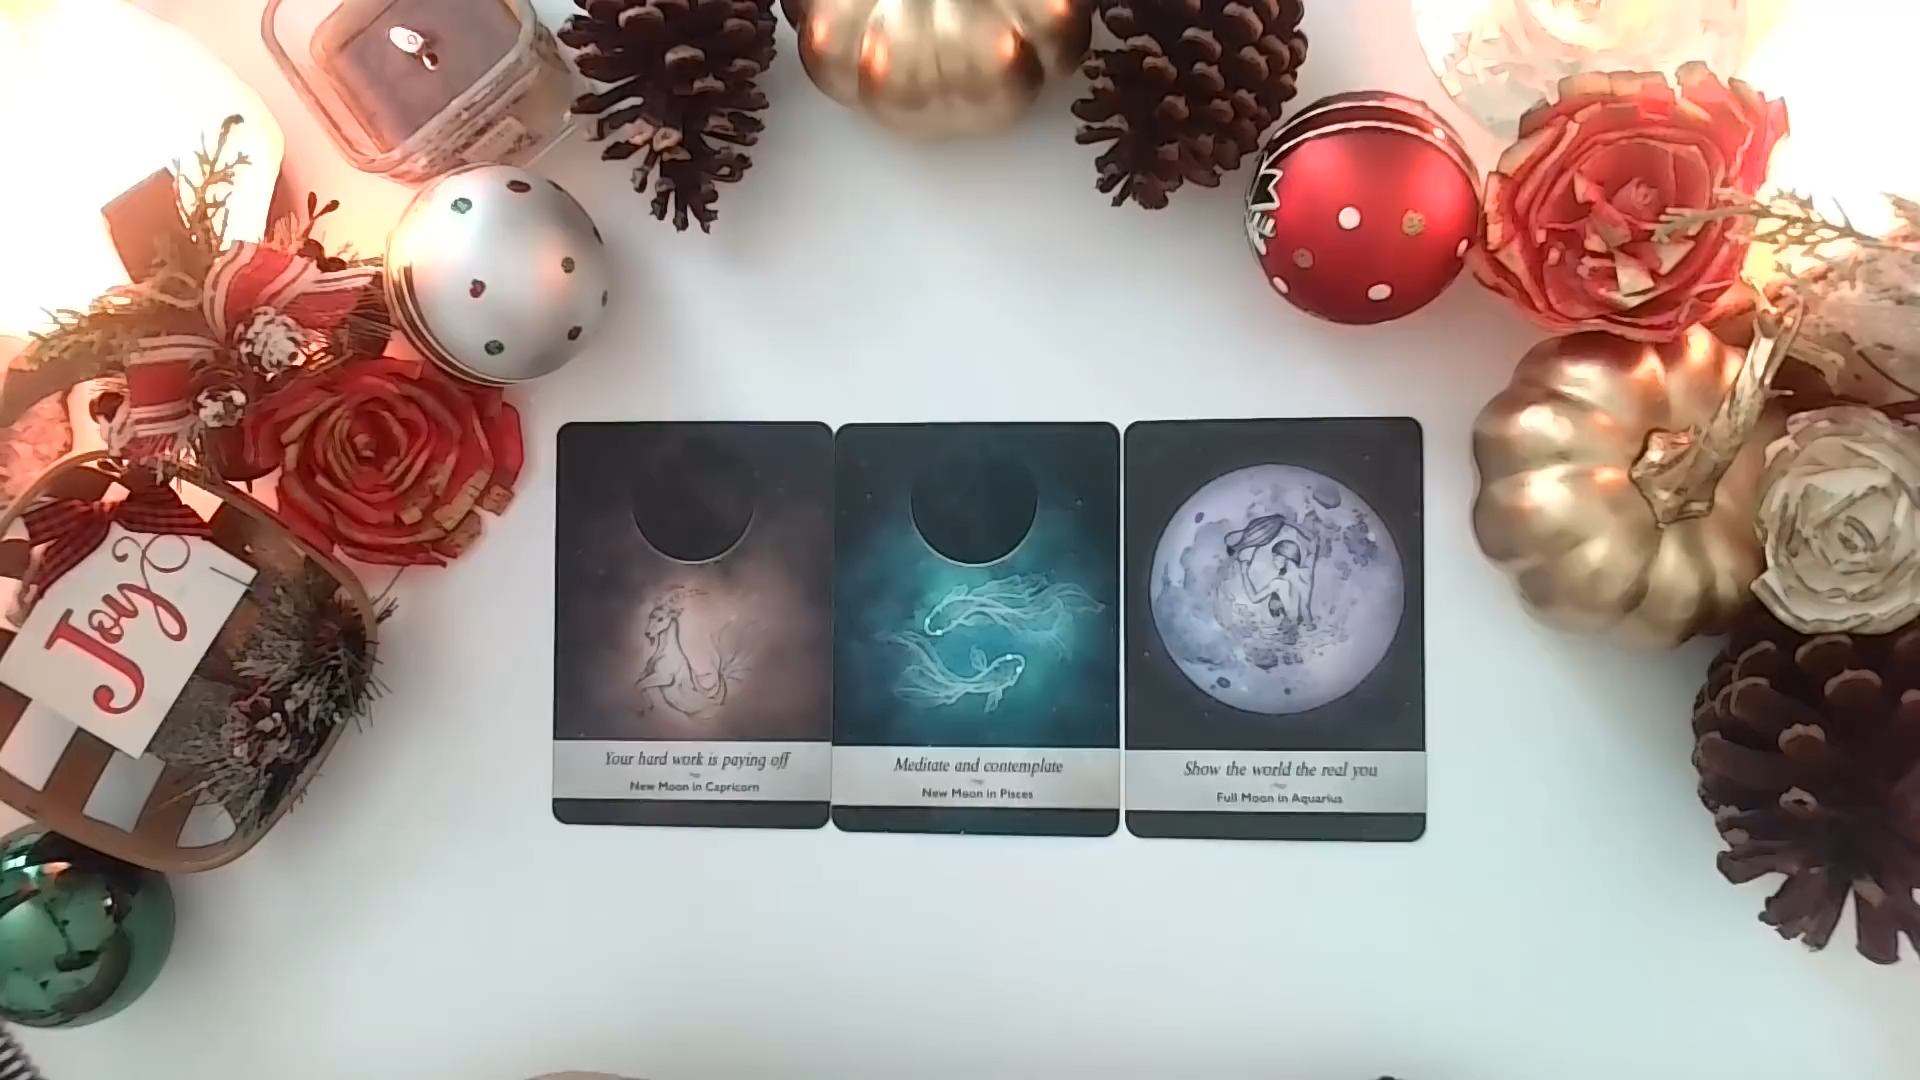 Joy
Your hard work is paying off
New Moon in Capricorn
Meditate and contemplate
New Moon in Pisces
Show the world the real you
Full Moon in Aquarius